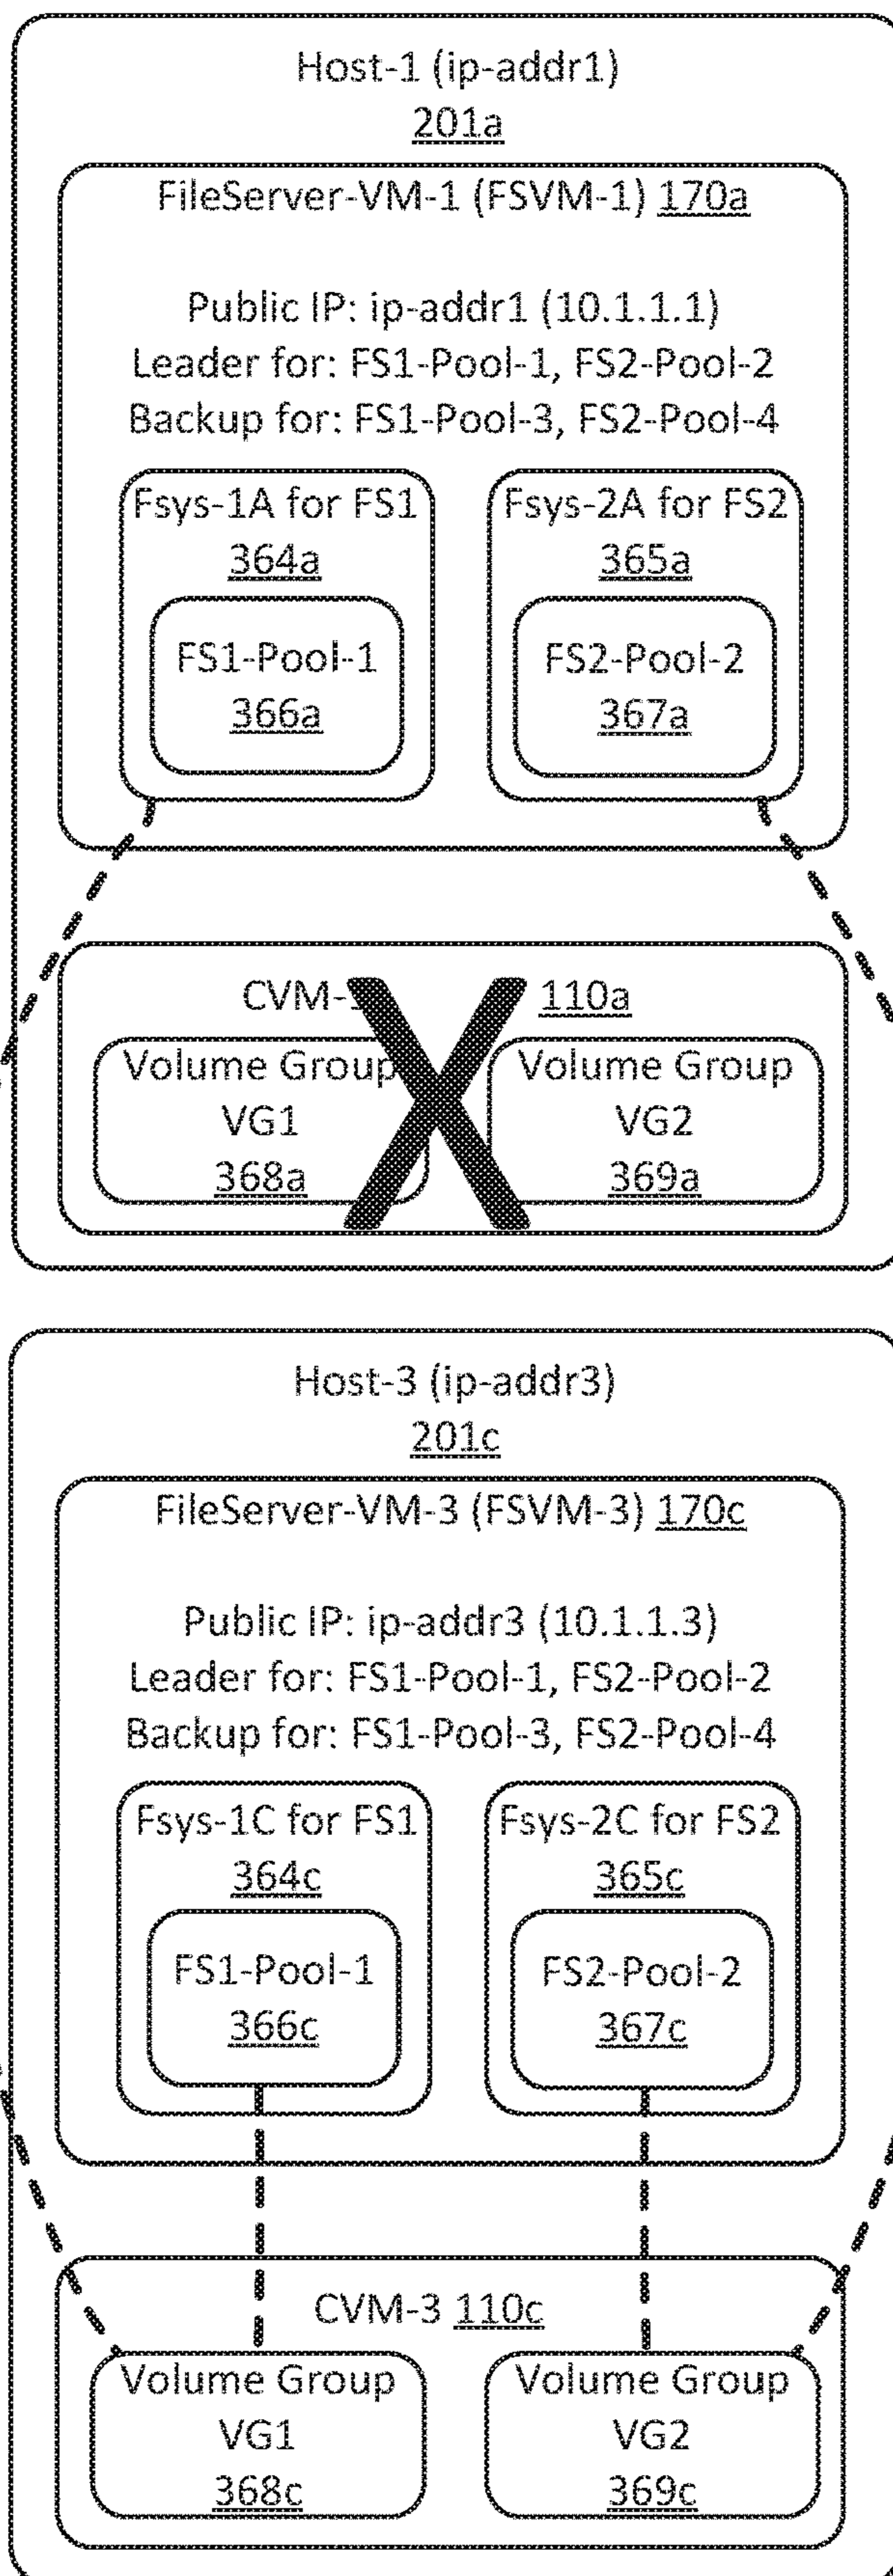 Host-1 (ip-addr1)
201a
FileServer-VM-1 (FSVM-1) 170a
Public IP: ip-addr1 (10.1.1.1)
Leader for: FS1-Pool-1, FS2-Pool-2
Backup for: FS1-Pool-3, FS2-Pool-4
Fsys-1A for FS1
364a
FS1-Pool-1
366a
Fsys-2A for FS2
365a
FS2-Pool-2
367a
CVM-1 110a
Volume Group
VG1
368a
Volume Group
VG2
369a
Host-3 (ip-addr3)
201c
FileServer-VM-3 (FSVM-3) 170c
Public IP: ip-addr3 (10.1.1.3)
Leader for: FS1-Pool-1, FS2-Pool-2
Backup for: FS1-Pool-3, FS2-Pool-4
Fsys-1C for FS1
364c
FS1-Pool-1
366c
Fsys-2C for FS2
365c
FS2-Pool-2
367c
CVM-3 110c
Volume Group
VG1
368c
Volume Group
VG2
369c